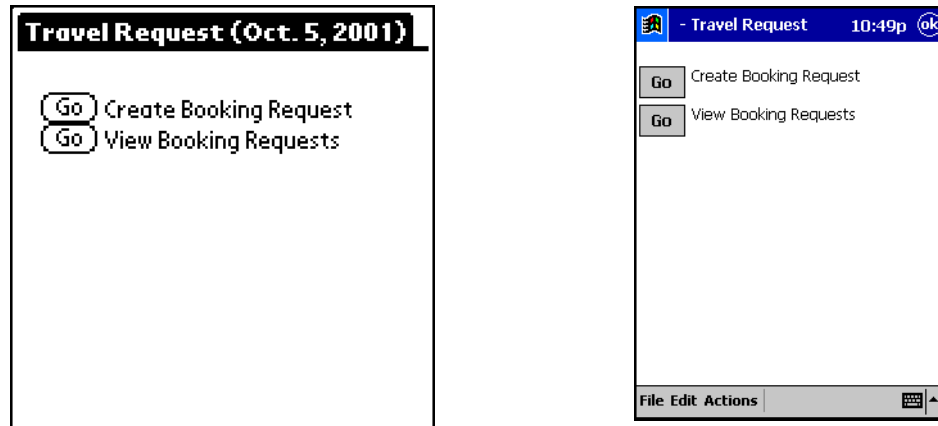 Travel Request (Oct. 5, 2001)
Go Create Booking Request
Go View Booking Requests
- Travel Request 10:49p ok
Go Create Booking Request
Go View Booking Requests
File Edit Actions